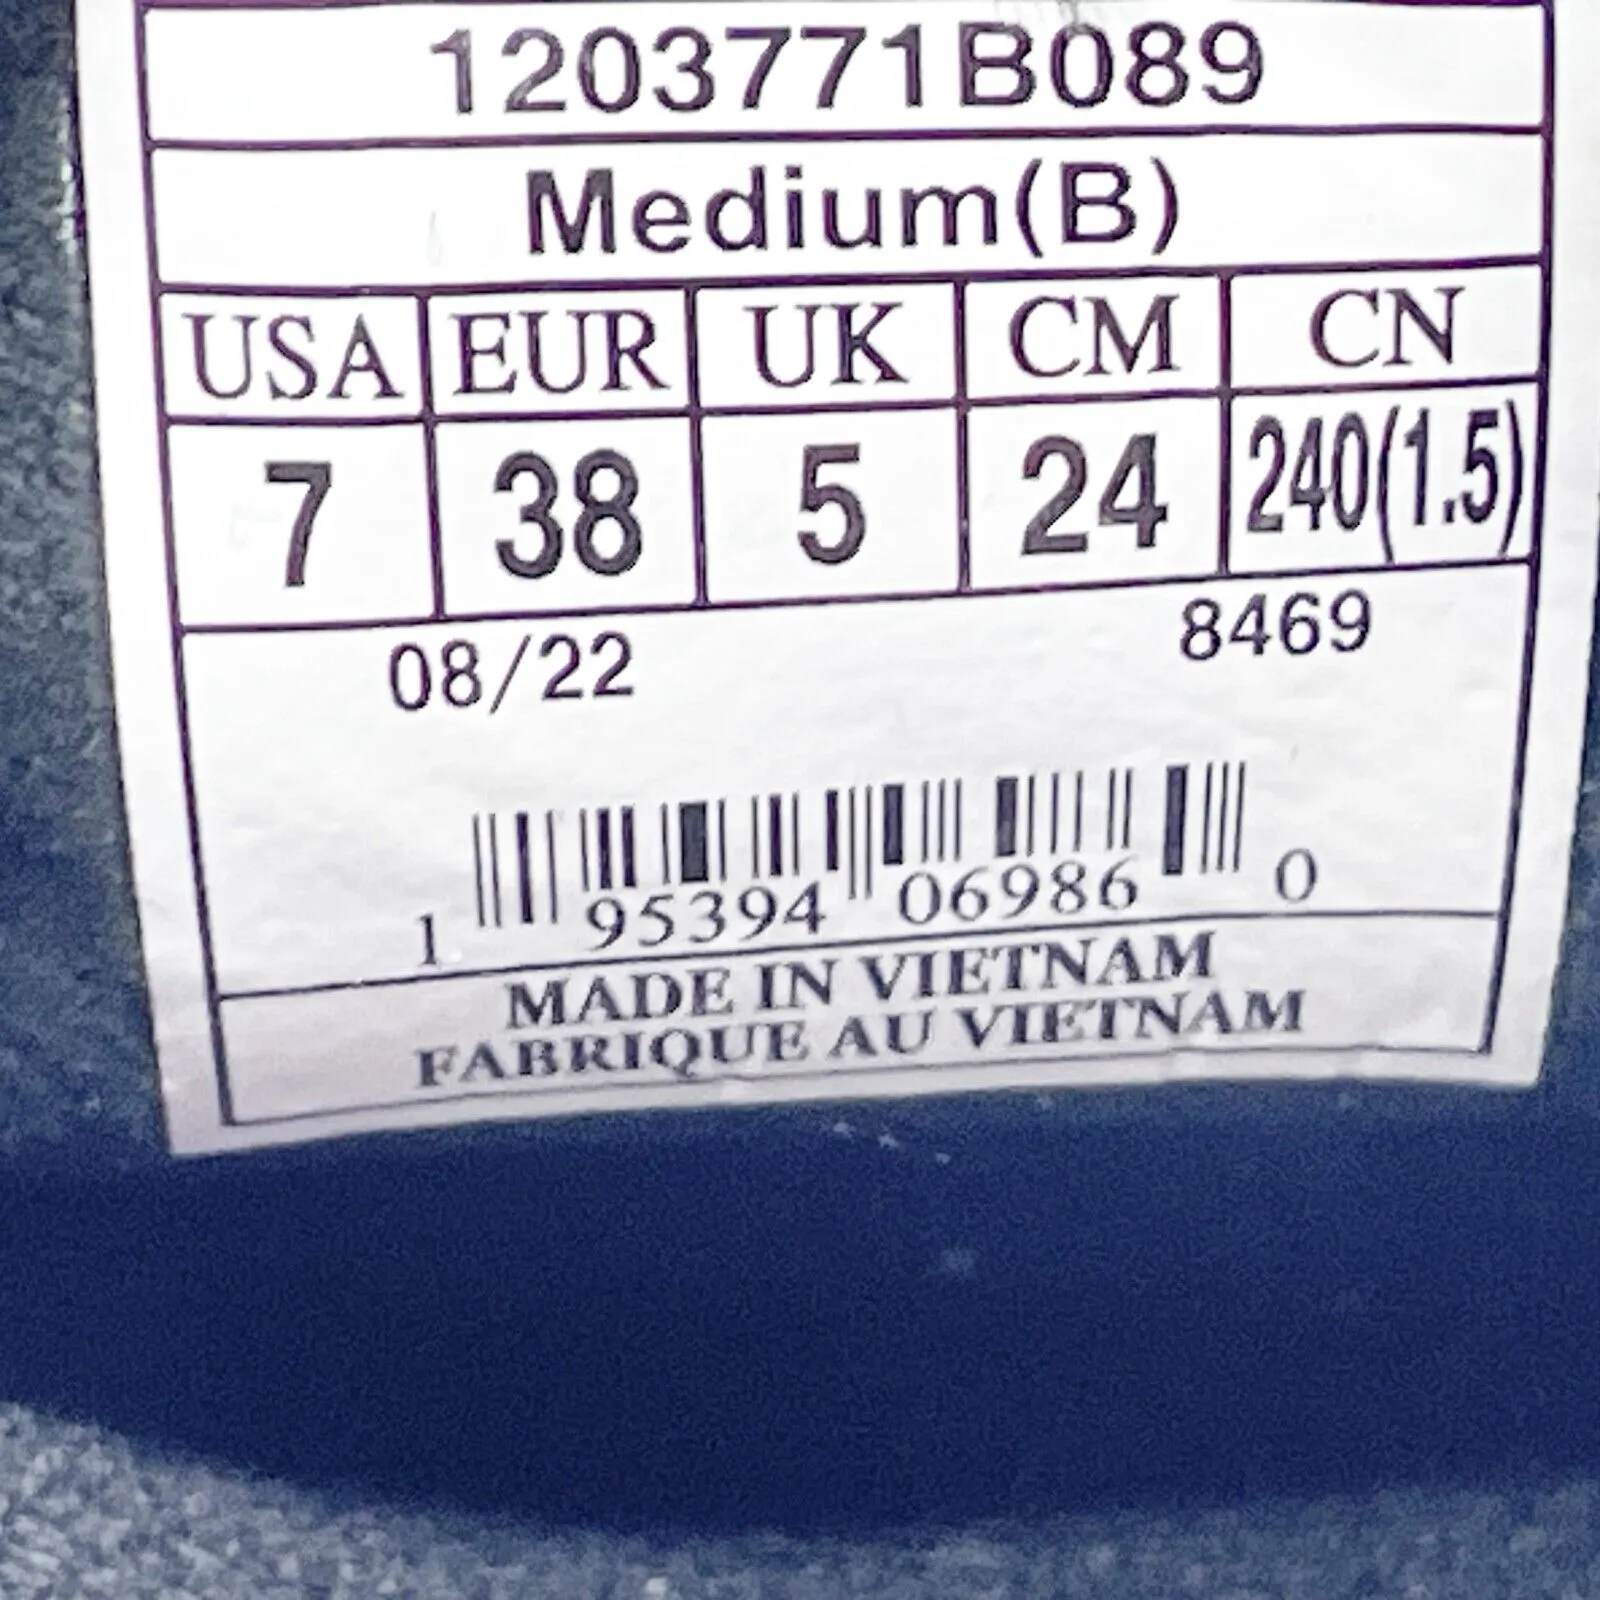 1203771B089
Medium(B)
USA EUR UK CM CN
7 38 5 24 240(1.5)
08/22 8469
1 95394 06986 0
MADE IN VIETNAM
FABRIQUE AU VIETNAM